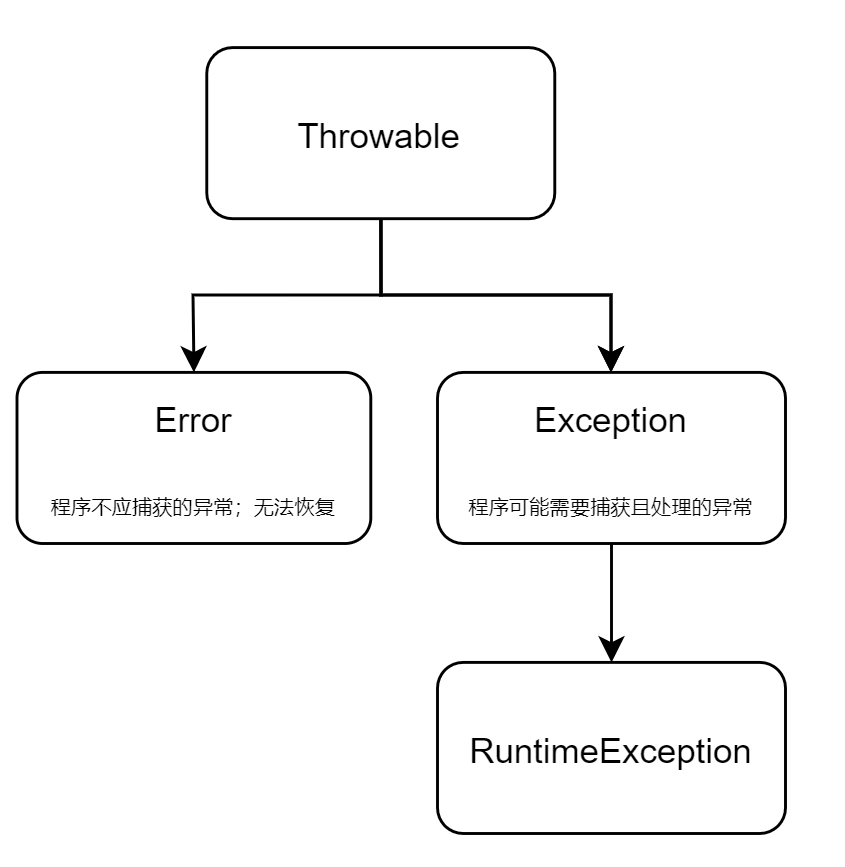 Throwable
Error
程序不应捕获的异常；无法恢复
Exception
程序可能需要捕获且处理的异常
RuntimeException